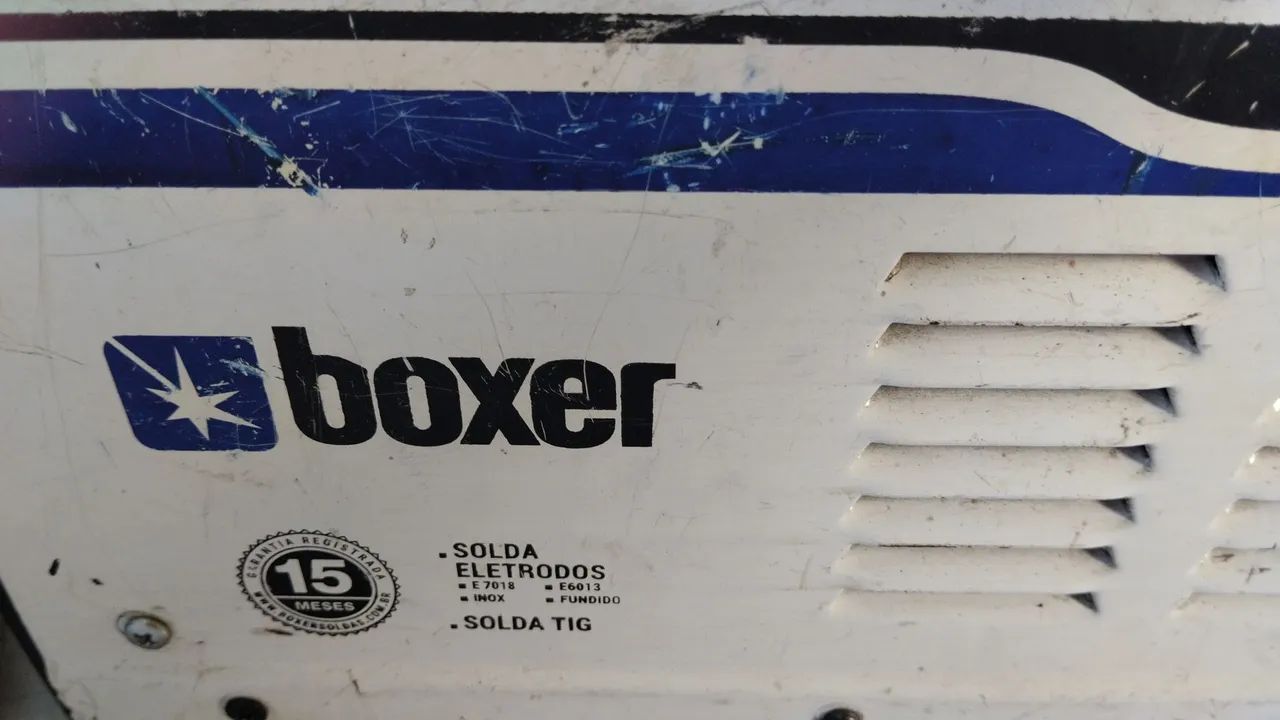 boxer
GARANTIA REGISTRADA
15
MESES
WWW.BOXERSOLDAS.COM.BR
. SOLDA
ELETRODOS
▪ E7018 ▪ E6013
▪ INOX ▪ FUNDIDO
. SOLDA TIG